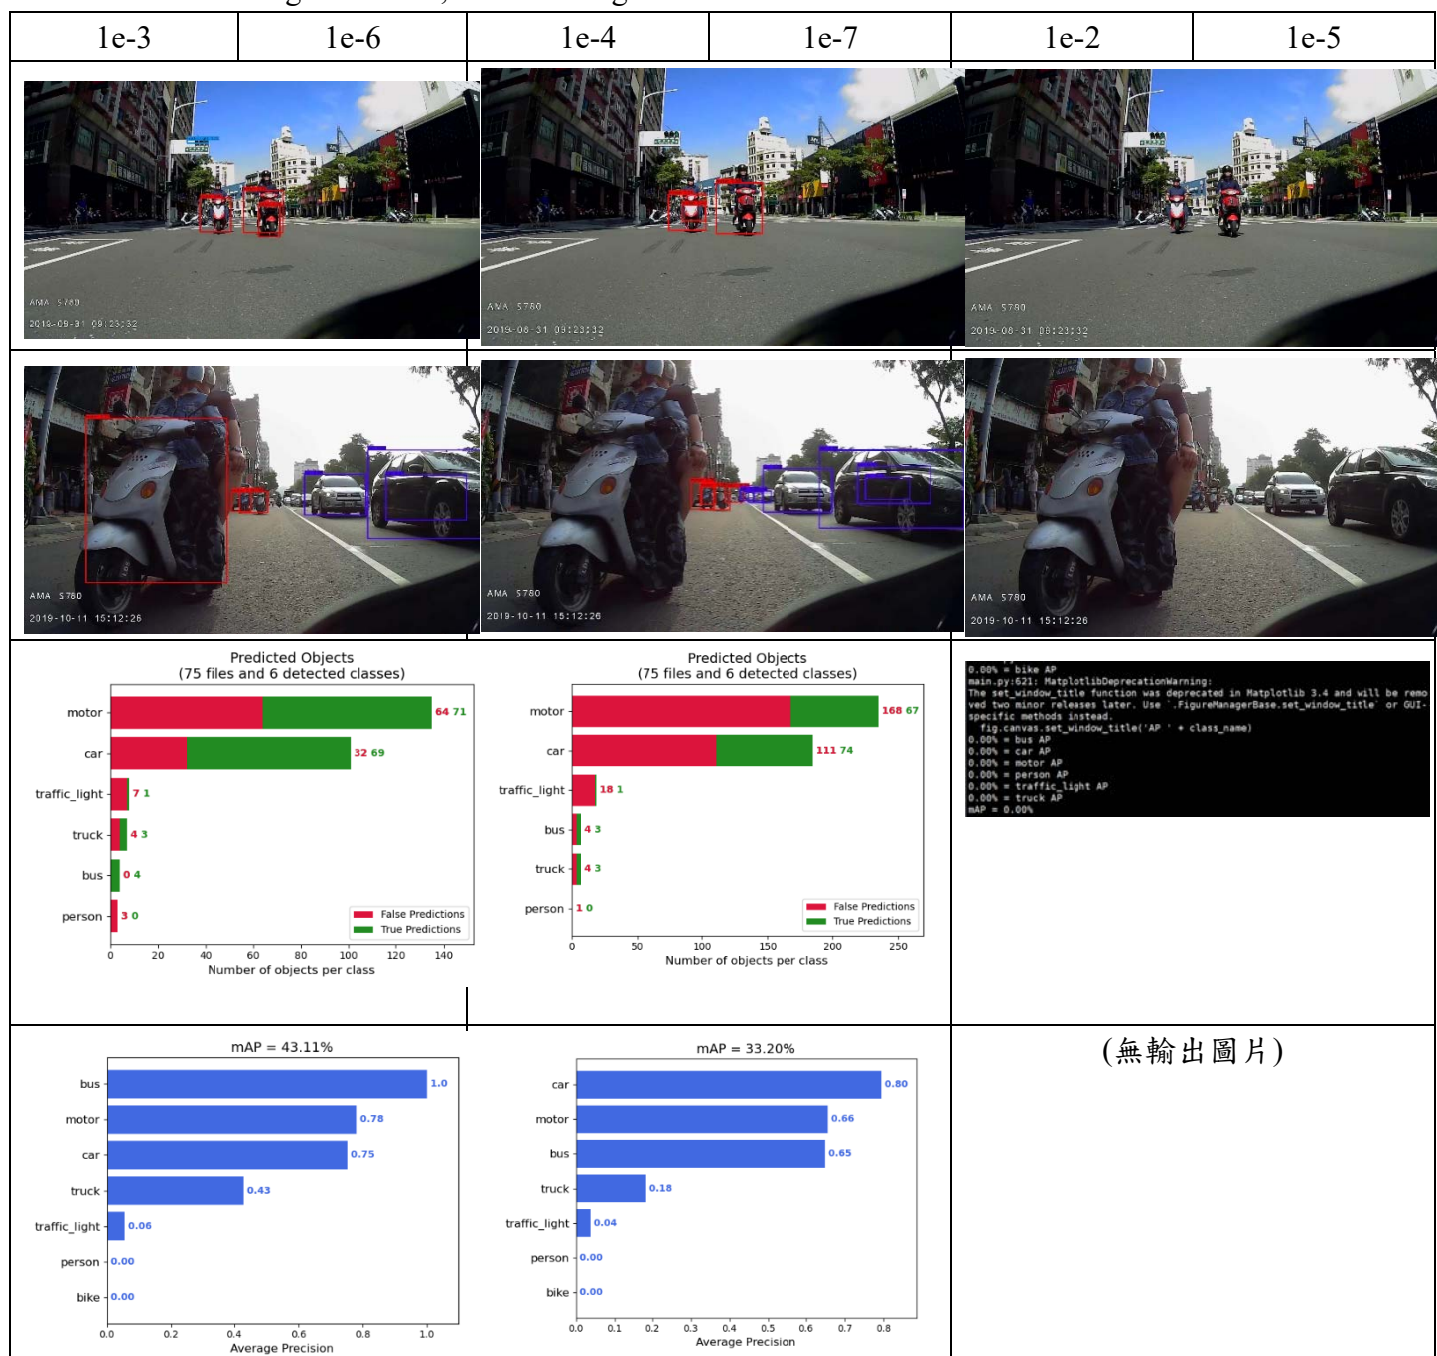 1e-3 1e-6 1e-4 1e-7 1e-2 1e-5
AMA S780
2019-08-31 09:23:32
AMA S780
2019-08-31 09:23:32
AMA S780
2019-08-31 09:23:32
AMA S780
2019-10-11 15:12:26
AMA S780
2019-10-11 15:12:26
AMA S780
2019-10-11 15:12:26
Predicted Objects
(75 files and 6 detected classes)
motor 64 71
car 32 69
traffic_light 7 1
truck 4 3
bus 0 4
person 3 0
False Predictions
True Predictions
0 20 40 60 80 100 120 140
Number of objects per class
Predicted Objects
(75 files and 6 detected classes)
motor 168 67
car 111 74
traffic_light 18 1
bus 4 3
truck 4 3
person 1 0
False Predictions
True Predictions
0 50 100 150 200 250
Number of objects per class
0.00% = bike AP
main.py:621: MatplotlibDeprecationWarning:
The set_window_title function was deprecated in Matplotlib 3.4 and will be remo
ved two minor releases later. Use `.FigureManagerBase.set_window_title` or GUI-
specific methods instead.
fig.canvas.set_window_title('AP ' + class_name)
0.00% = bus AP
0.00% = car AP
0.00% = motor AP
0.00% = person AP
0.00% = traffic_light AP
0.00% = truck AP
mAP = 0.00%
mAP = 43.11%
bus 1.0
motor 0.78
car 0.75
truck 0.43
traffic_light 0.06
person 0.00
bike 0.00
0.0 0.2 0.4 0.6 0.8 1.0
Average Precision
mAP = 33.20%
car 0.80
motor 0.66
bus 0.65
truck 0.18
traffic_light 0.04
person 0.00
bike 0.00
0.0 0.1 0.2 0.3 0.4 0.5 0.6 0.7 0.8
Average Precision
(無輸出圖片)